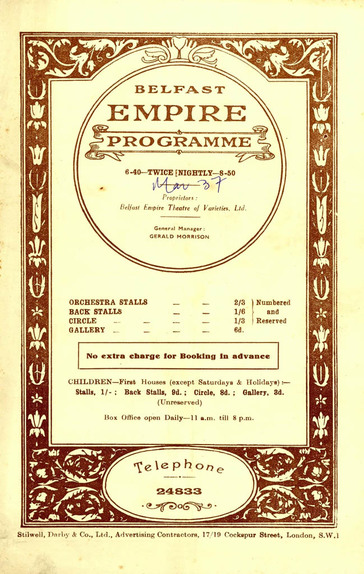 BELFAST
EMPIRE
PROGRAMME
6-40—TWICE NIGHTLY—8-50
Mar 37
Proprietors:
Belfast Empire Theatre of Varieties, Ltd.
General Manager:
GERALD MORRISON
ORCHESTRA STALLS — — 2/3 Numbered
BACK STALLS — — 1/6 and
CIRCLE — — — — 1/3 Reserved
GALLERY — — — — 6d.
No extra charge for Booking in advance
CHILDREN—First Houses (except Saturdays & Holidays):—
Stalls, 1/-; Back Stalls, 9d.; Circle, 8d.; Gallery, 3d.
(Unreserved)
Box Office open Daily—11 a.m. till 8 p.m.
Telephone
24833
Stilwell, Darby & Co., Advertising Contractors, 17/19 Cockspur Street, London, S.W.1